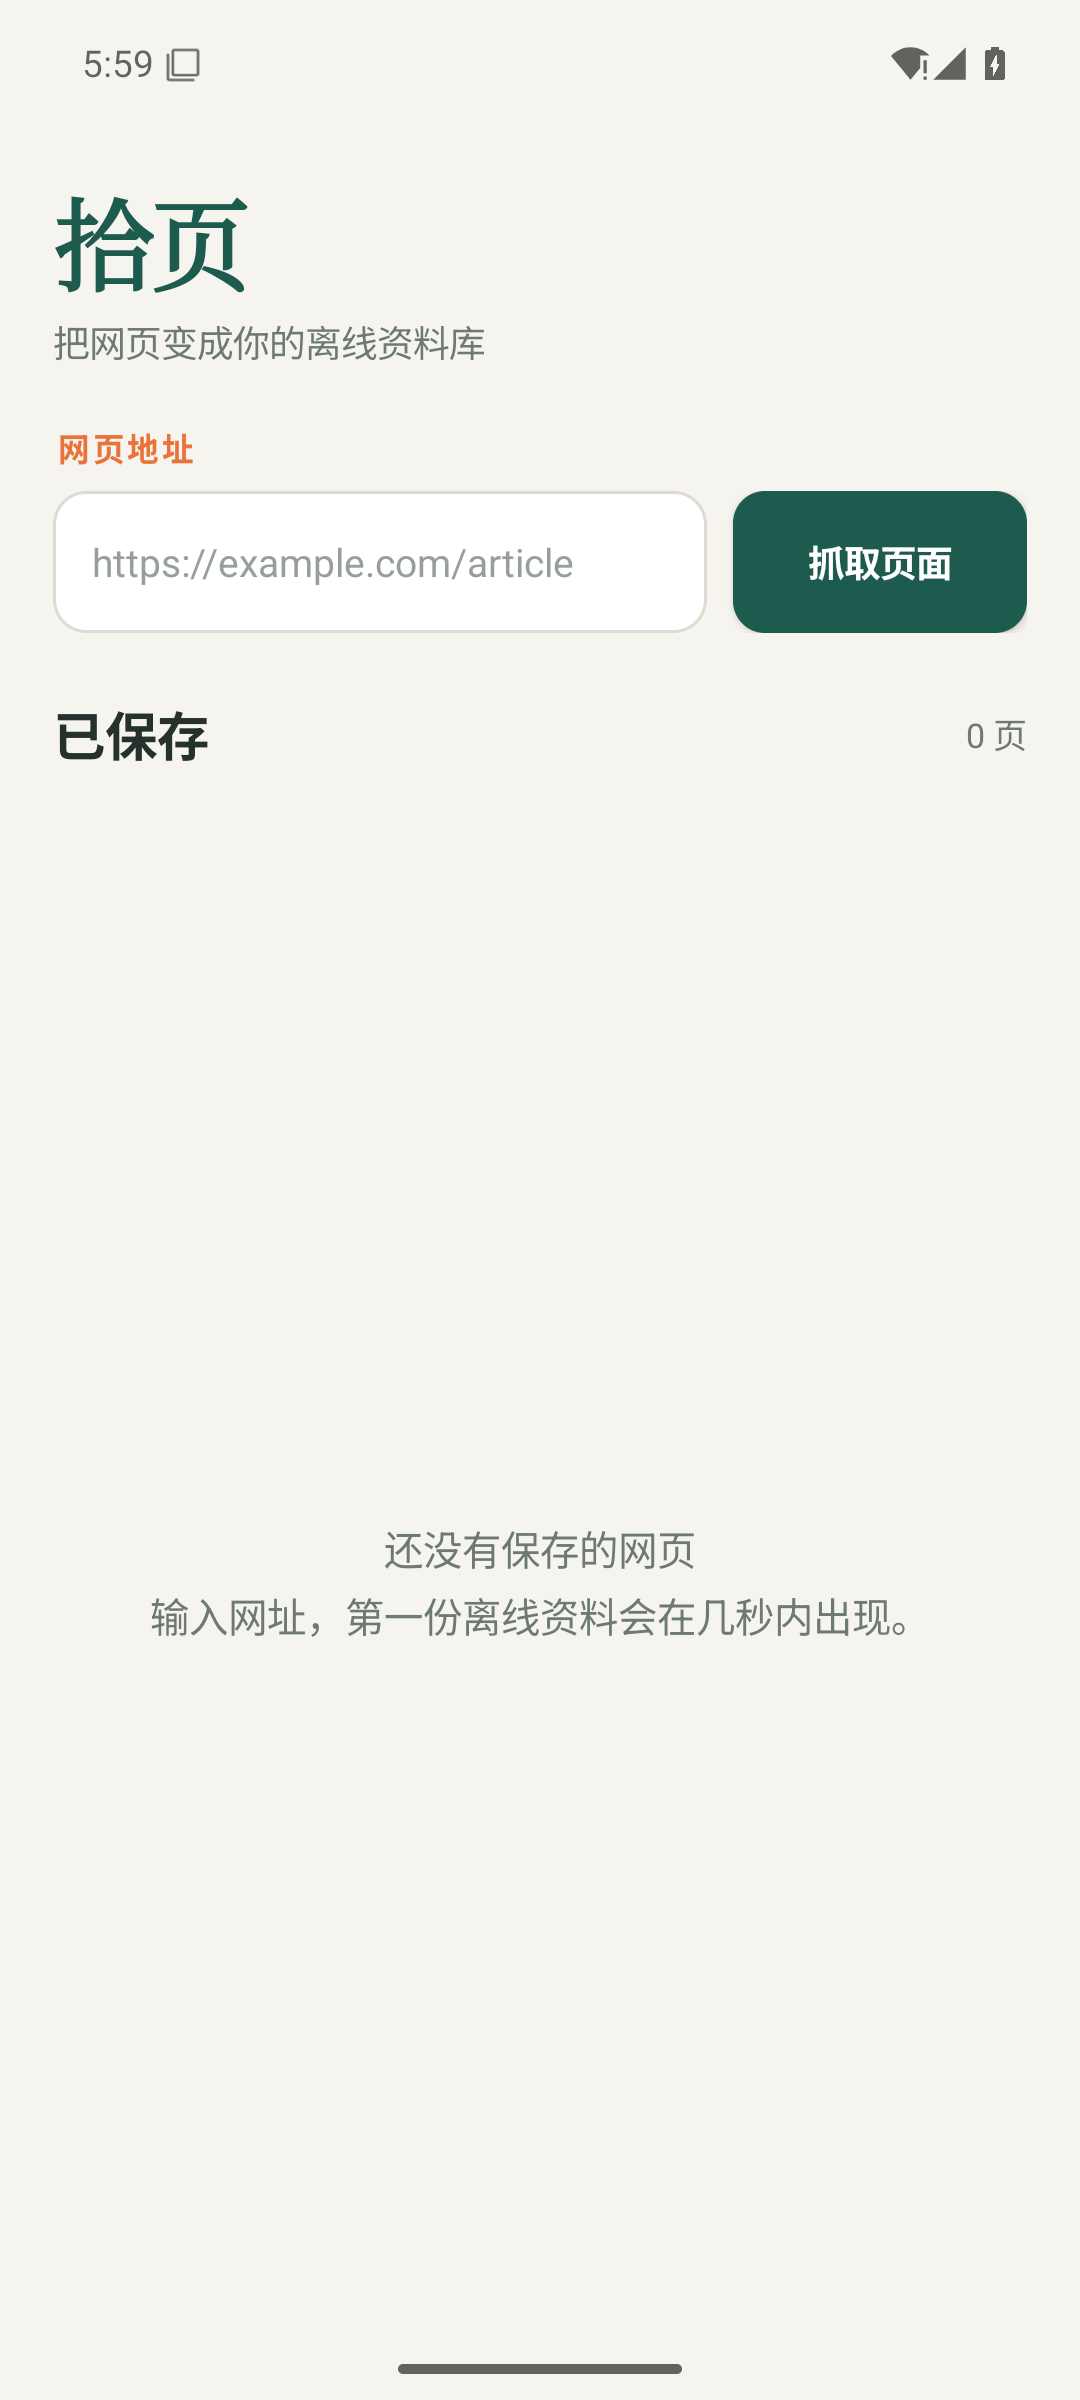 5:59
拾页
把网页变成你的离线资料库
网页地址
https://example.com/article
抓取页面
已保存
0 页
还没有保存的网页
输入网址，第一份离线资料会在几秒内出现。